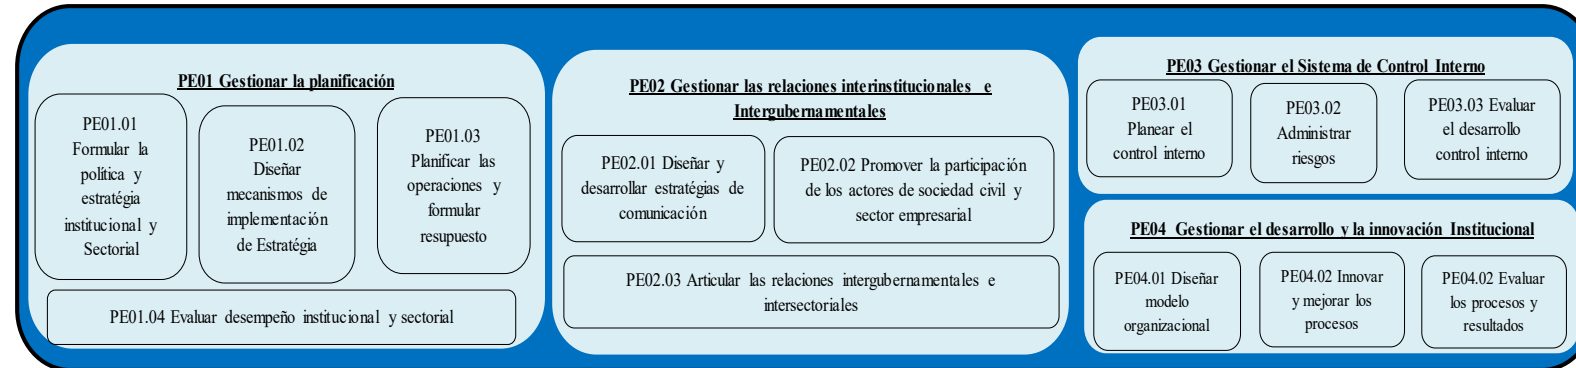 PE01 Gestionar la planificación
PE01.01
Formular la
política y
estratégia
institucional y
Sectorial
PE01.02
Diseñar
mecanismos de
implementación
de Estratégia
PE01.03
Planificar las
operaciones y
formular
resupuesto
PE01.04 Evaluar desempeño institucional y sectorial
PE02 Gestionar las relaciones interinstitucionales e
Intergubernamentales
PE02.01 Diseñar y
desarrollar estratégias de
comunicación
PE02.02 Promover la participación
de los actores de sociedad civil y
sector empresarial
PE02.03 Articular las relaciones intergubernamentales e
intersectoriales
PE03 Gestionar el Sistema de Control Interno
PE03.01
Planear el
control interno
PE03.02
Administrar
riesgos
PE03.03 Evaluar
el desarrollo
control interno
PE04 Gestionar el desarrollo y la innovación Institucional
PE04.01 Diseñar
modelo
organizacional
PE04.02 Innovar
y mejorar los
procesos
PE04.02 Evaluar
los procesos y
resultados